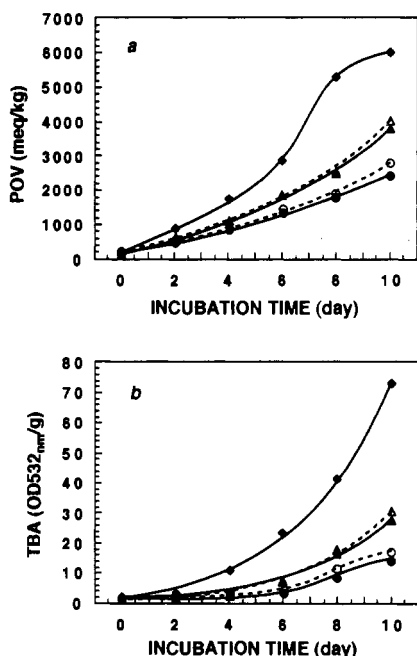 a
7000
6000
5000
4000
3000
2000
1000
0
POV (meq/kg)
0 2 4 6 8 10
INCUBATION TIME (day)
b
80
70
60
50
40
30
20
10
0
TBA (OD532nm/g)
0 2 4 6 8 10
INCUBATION TIME (day)